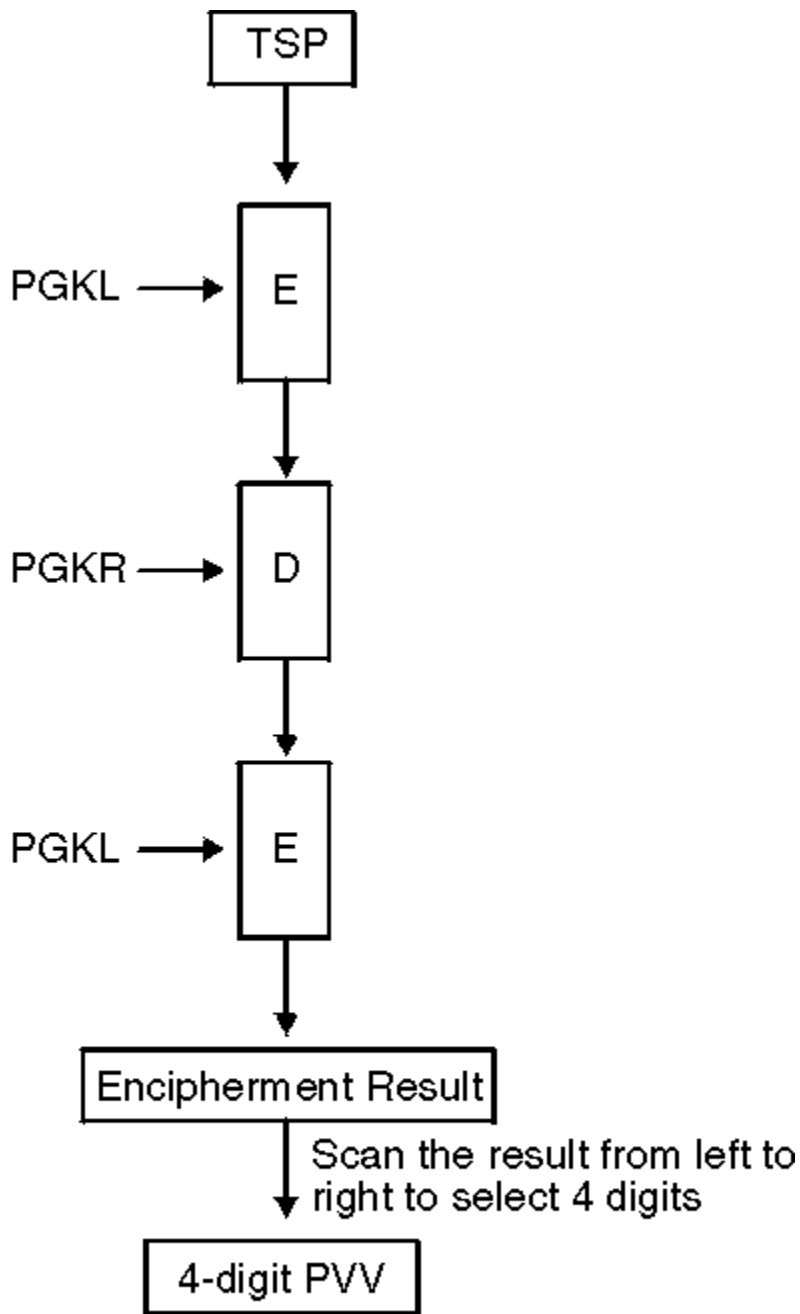 TSP
PGKL
E
PGKR
D
PGKL
E
Encipherment Result
Scan the result from left to
right to select 4 digits
4-digit PVV